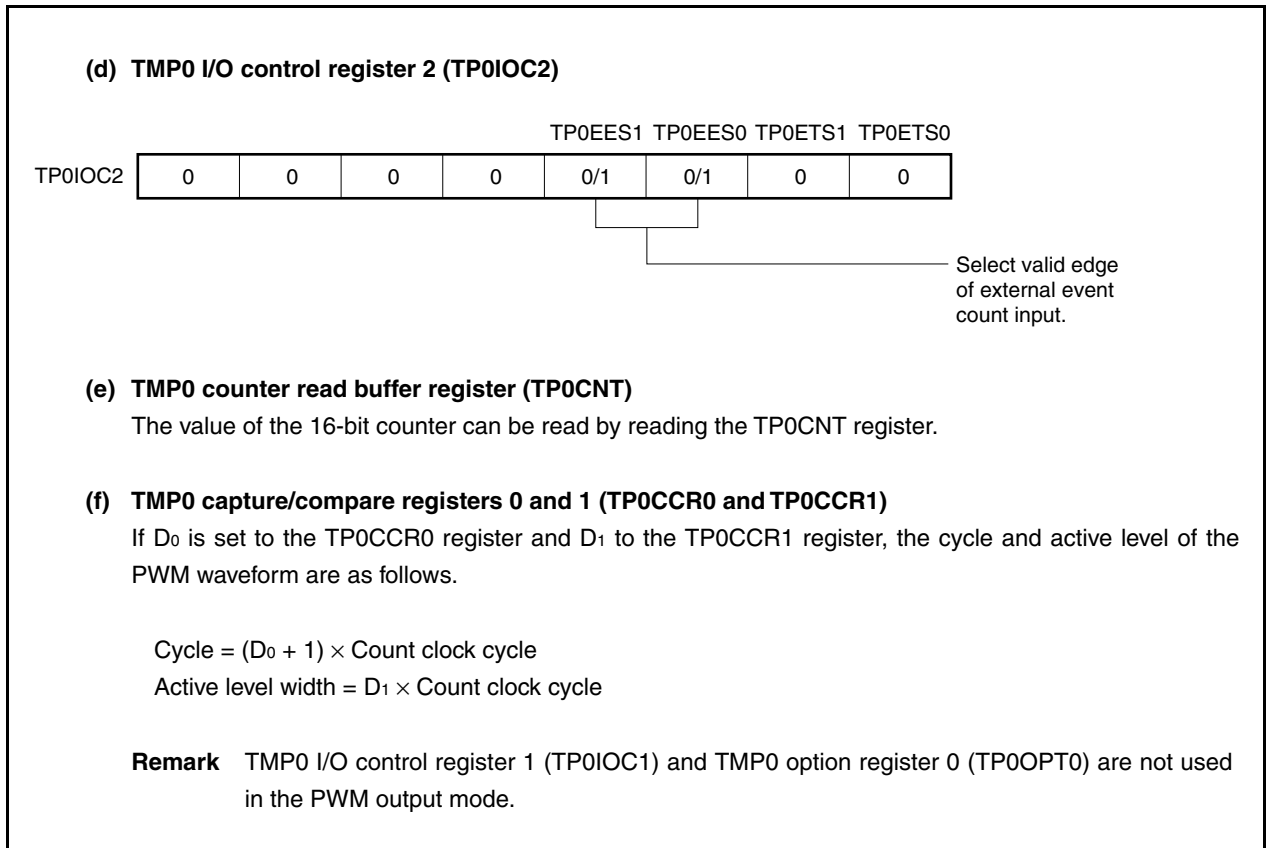 (d) TMP0 I/O control register 2 (TP0IOC2)
TP0EES1 TP0EES0 TP0ETS1 TP0ETS0
TP0IOC2 0 0 0 0 0/1 0/1 0 0
Select valid edge
of external event
count input.
(e) TMP0 counter read buffer register (TP0CNT)
The value of the 16-bit counter can be read by reading the TP0CNT register.
(f) TMP0 capture/compare registers 0 and 1 (TP0CCR0 and TP0CCR1)
If D0 is set to the TP0CCR0 register and D1 to the TP0CCR1 register, the cycle and active level of the
PWM waveform are as follows.
Cycle = (D0 + 1) × Count clock cycle
Active level width = D1 × Count clock cycle
Remark TMP0 I/O control register 1 (TP0IOC1) and TMP0 option register 0 (TP0OPT0) are not used
in the PWM output mode.